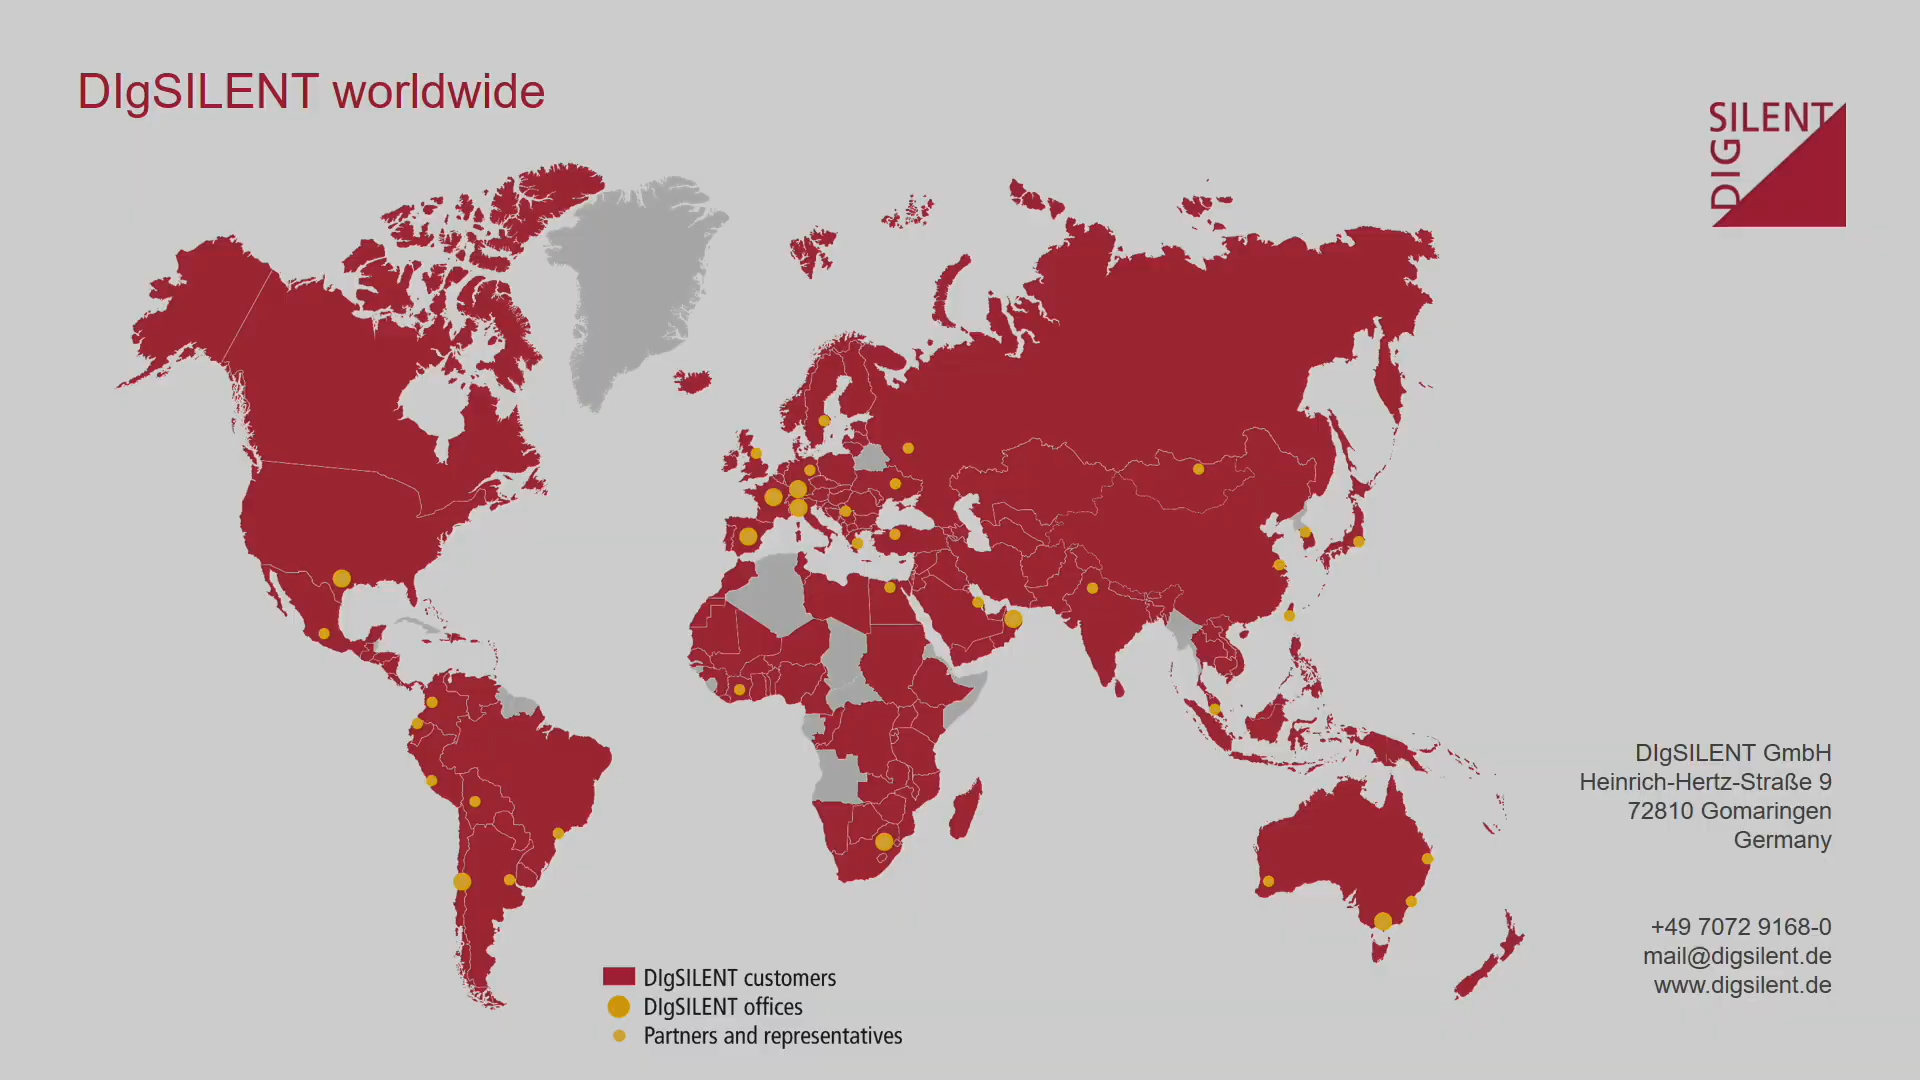 DIgSILENT worldwide
SILENT
DIG
DIgSILENT GmbH
Heinrich-Hertz-Straße 9
72810 Gomaringen
Germany
+49 7072 9168-0
mail@digsilent.de
www.digsilent.de
DIgSILENT customers
DIgSILENT offices
Partners and representatives